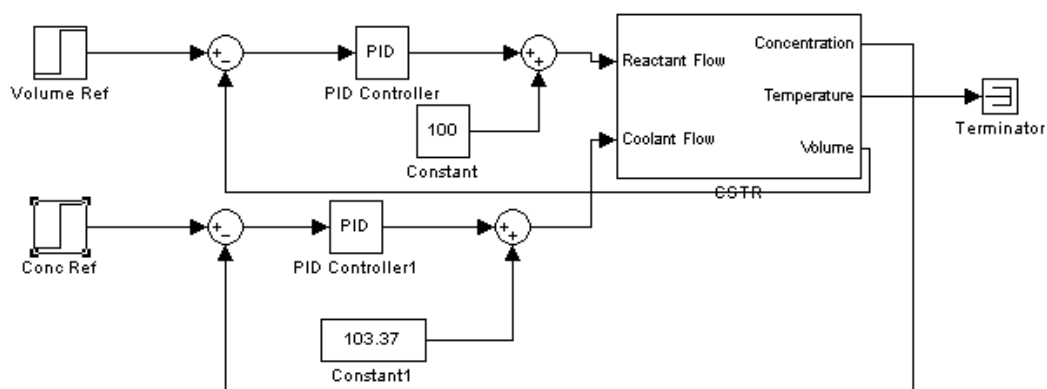 Volume Ref
PID
PID Controller
100
Constant
Reactant Flow
Coolant Flow
Concentration
Temperature
Volume
CSTR
Terminator
Conc Ref
PID
PID Controller1
103.37
Constant1